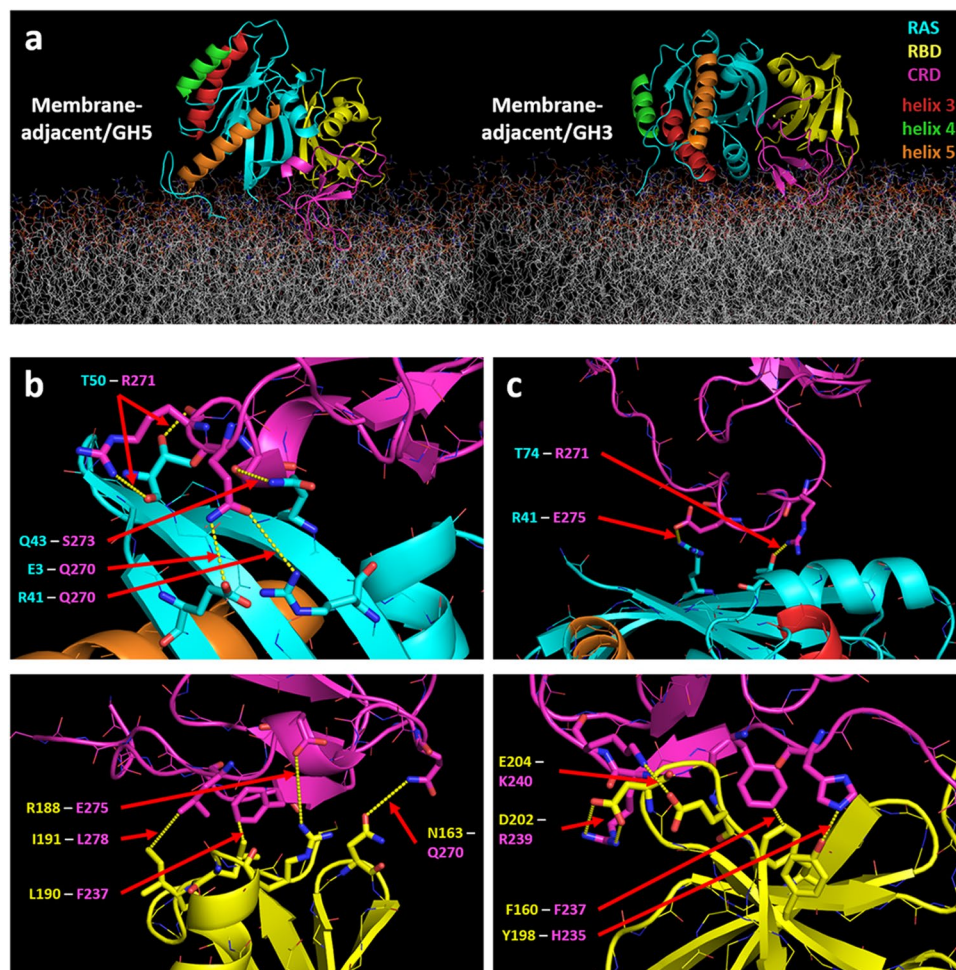 a
Membrane-
adjacent/GH5
Membrane-
adjacent/GH3
RAS
RBD
CRD
helix 3
helix 4
helix 5
b
T50 – R271
Q43 – S273
E3 – Q270
R41 – Q270
c
T74 – R271
R41 – E275
R188 – E275
I191 – L278
L190 – F237
N163 –
Q270
E204 –
K240
D202 –
R239
F160 – F237
Y198 – H235